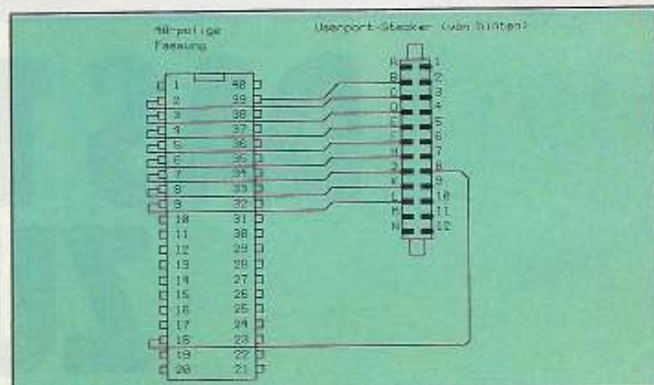 40-polige
Fassung
Userport-Stecker (von hinten)
1 40
2 39
3 38
4 37
5 36
6 35
7 34
8 33
9 32
10 31
11 30
12 29
13 28
14 27
15 26
16 25
17 24
18 23
19 22
20 21
A 1
B 2
C 3
D 4
E 5
F 6
H 7
J 8
K 9
L 10
M 11
N 12